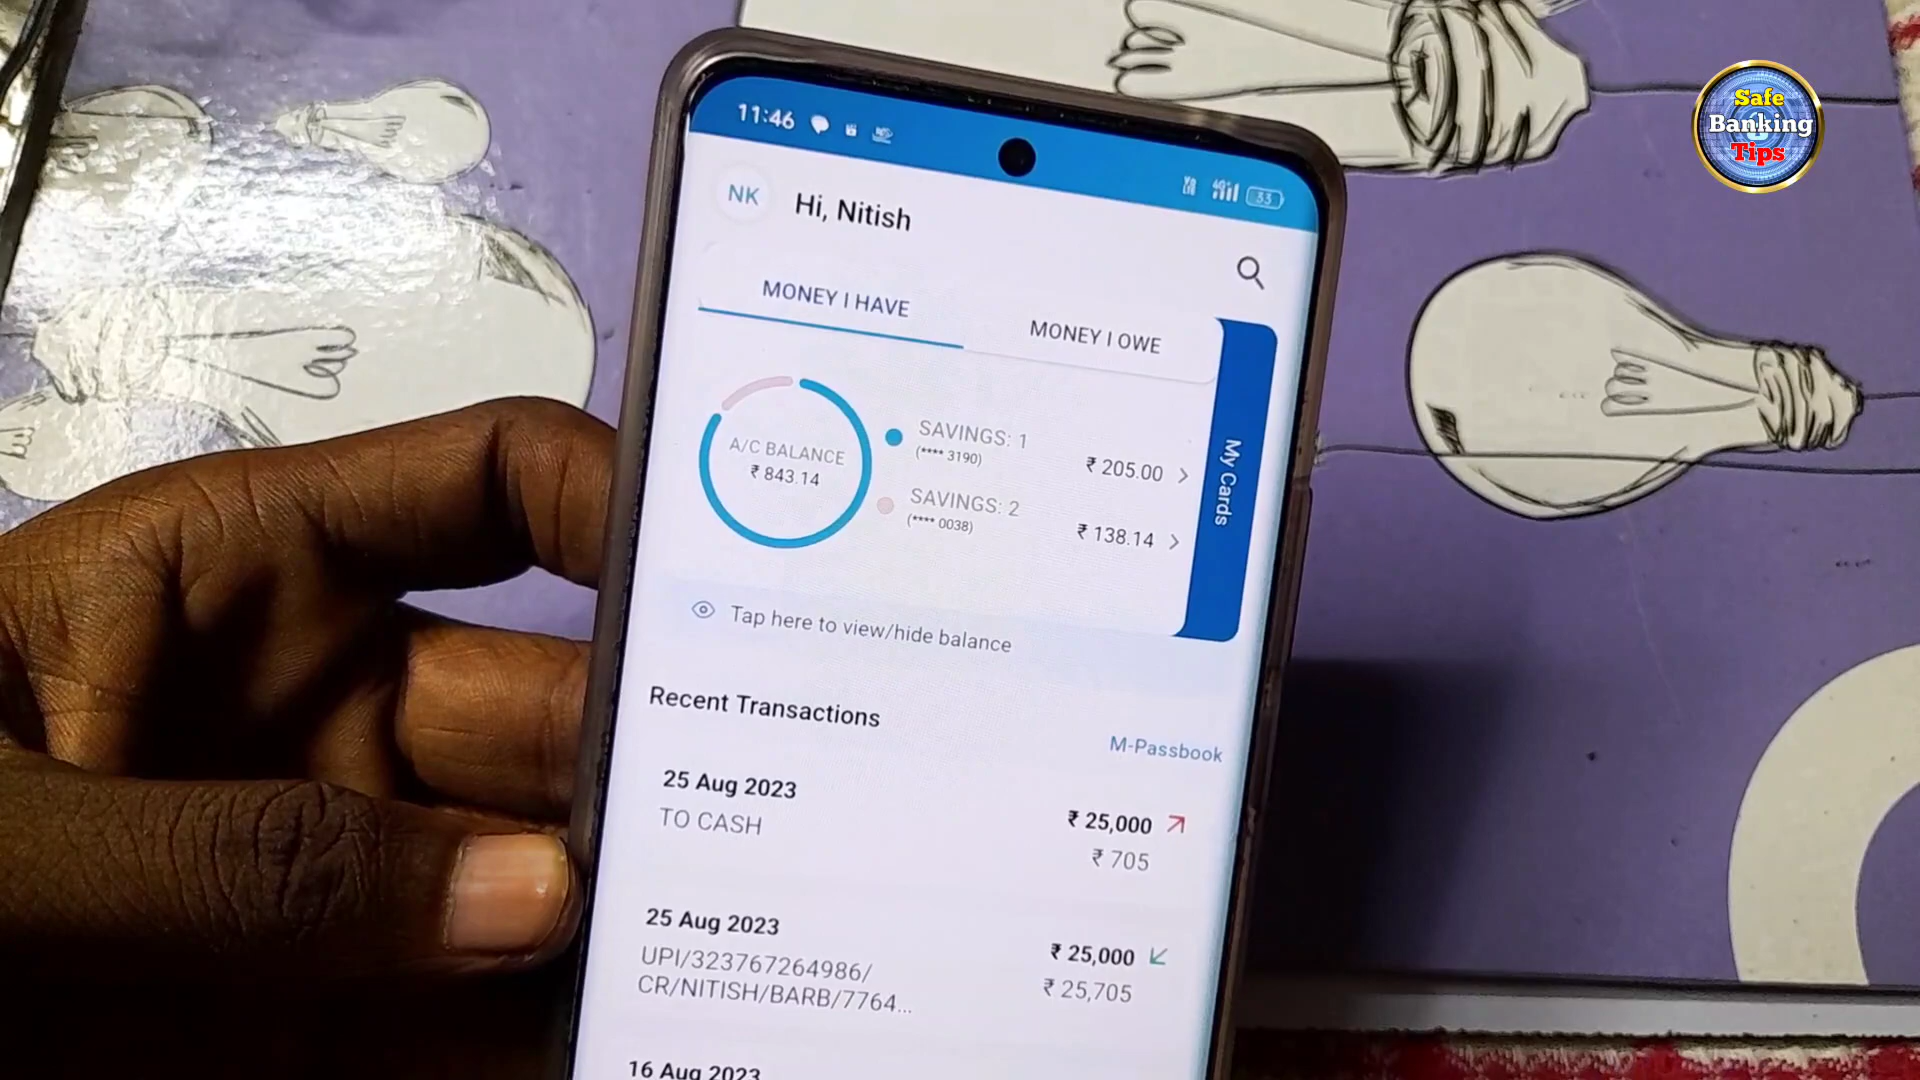 11:46
4G+
33
NK
Hi, Nitish
MONEY I HAVE
MONEY I OWE
A/C BALANCE
₹ 843.14
SAVINGS: 1
(**** 3190)
₹ 205.00
SAVINGS: 2
(**** 0038)
₹ 138.14
My Cards
Tap here to view/hide balance
Recent Transactions
M-Passbook
25 Aug 2023
TO CASH
₹ 25,000
₹ 705
25 Aug 2023
UPI/323767264986/
CR/NITISH/BARB/7764...
₹ 25,000
₹ 25,705
16 Aug 2023
Safe
Banking
Tips